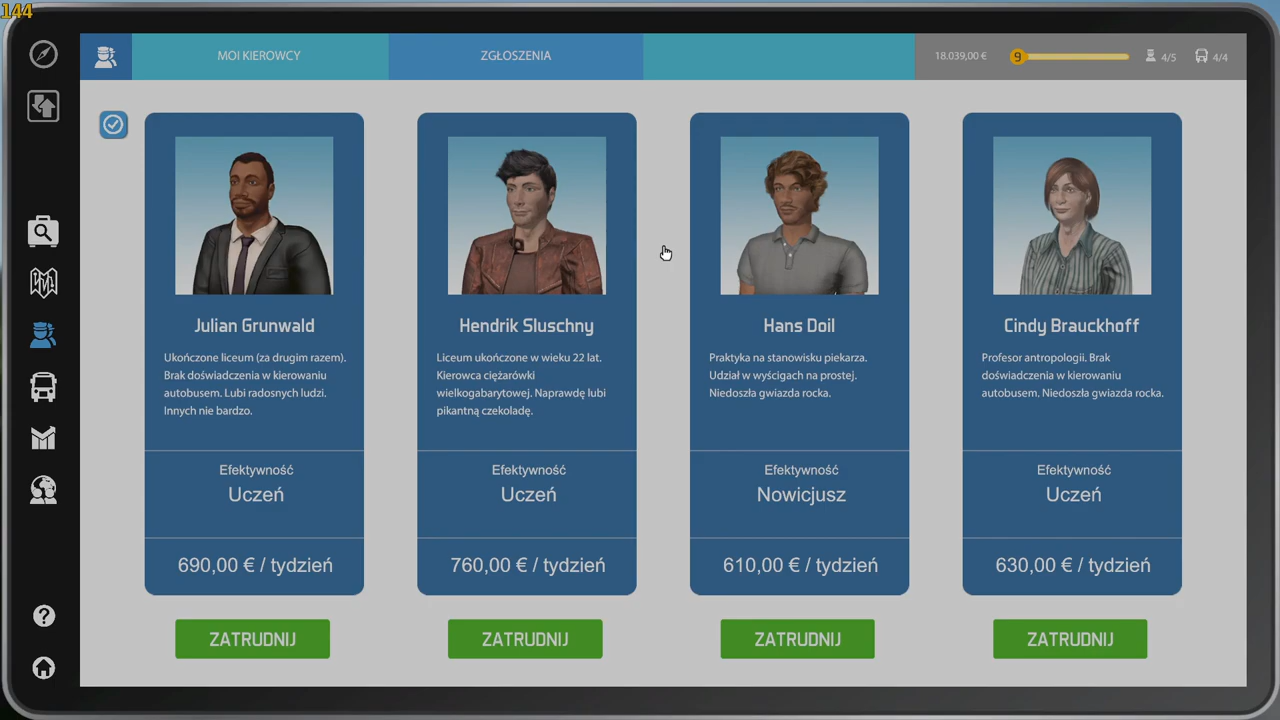 144
MOI KIEROWCY
ZGŁOSZENIA
18.039,00 €
9
4/5
4/4
Julian Grunwald
Ukończone liceum (za drugim razem).
Brak doświadczenia w kierowaniu
autobusem. Lubi radosnych ludzi.
Innych nie bardzo.
Efektywność
Uczeń
690,00 € / tydzień
ZATRUDNIJ
Hendrik Sluschny
Liceum ukończone w wieku 22 lat.
Kierowca ciężarówki
wielkogabarytowej. Naprawdę lubi
pikantną czekoladę.
Efektywność
Uczeń
760,00 € / tydzień
ZATRUDNIJ
Hans Doil
Praktyka na stanowisku piekarza.
Udział w wyścigach na prostej.
Niedoszła gwiazda rocka.
Efektywność
Nowicjusz
610,00 € / tydzień
ZATRUDNIJ
Cindy Brauckhoff
Profesor antropologii. Brak
doświadczenia w kierowaniu
autobusem. Niedoszła gwiazda rocka.
Efektywność
Uczeń
630,00 € / tydzień
ZATRUDNIJ